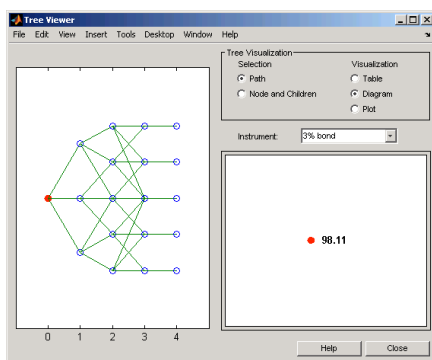 Tree Viewer
File Edit View Insert Tools Desktop Window Help
Tree Visualization
Selection Visualization
Path Table
Node and Children Diagram
Plot
Instrument: 3% bond
98.11
0 1 2 3 4
Help Close